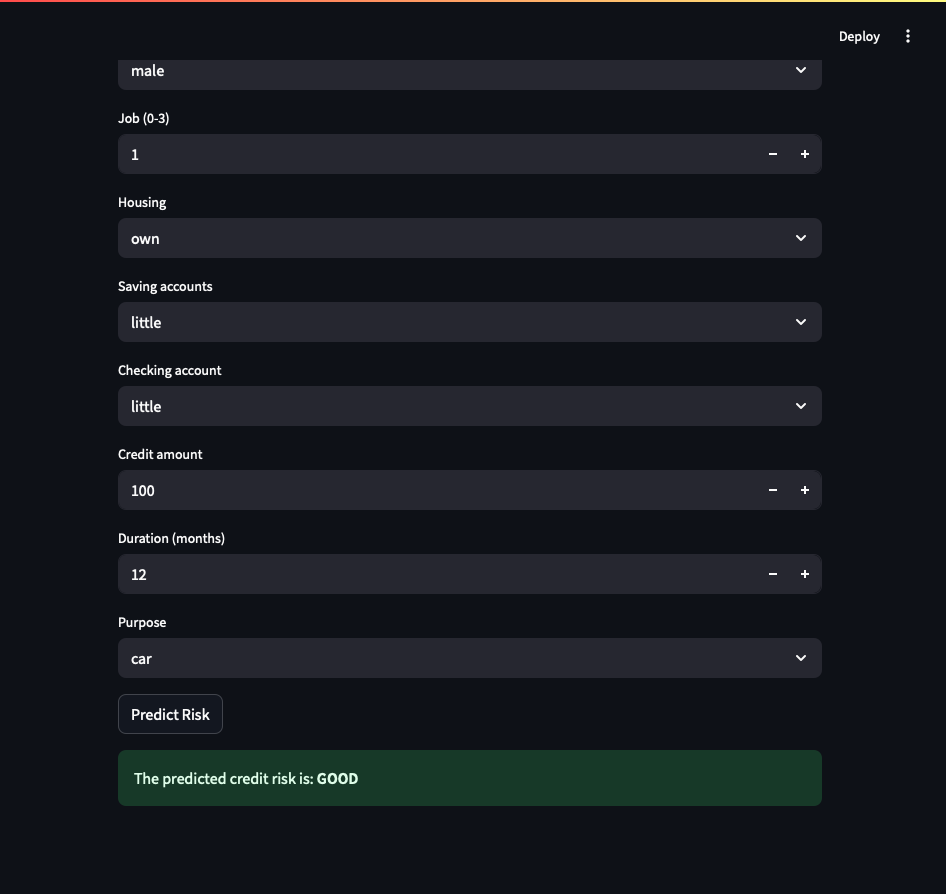 Deploy
male
Job (0-3)
1
Housing
own
Saving accounts
little
Checking account
little
Credit amount
100
Duration (months)
12
Purpose
car
Predict Risk
The predicted credit risk is: GOOD